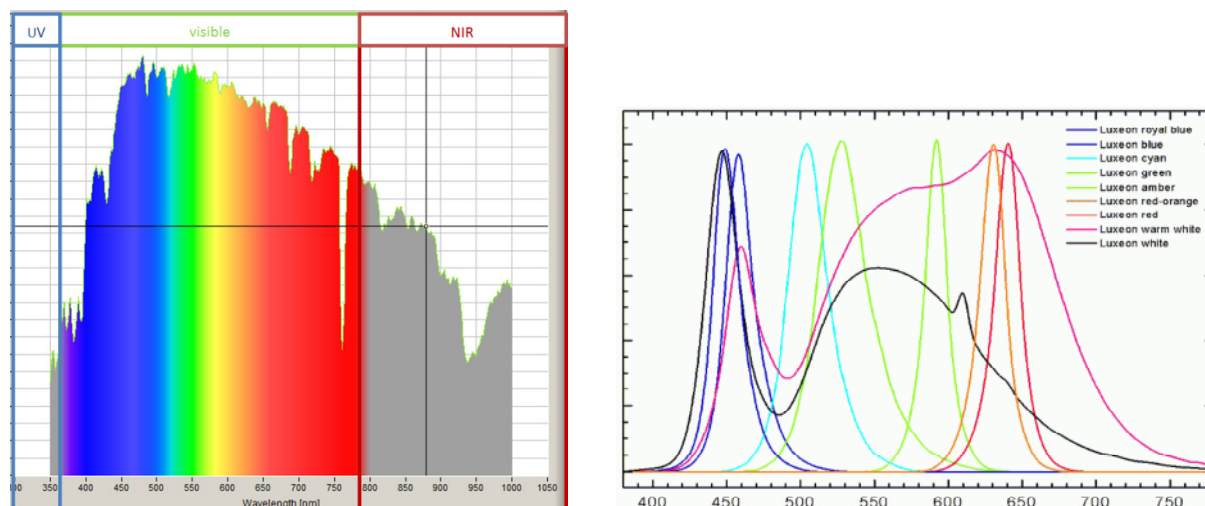 UV
visible
NIR
00 350 400 450 500 550 600 650 700 750 800 850 900 950 1000 1050
Wavelength [nm]
Luxeon royal blue
Luxeon blue
Luxeon cyan
Luxeon green
Luxeon amber
Luxeon red-orange
Luxeon red
Luxeon warm white
Luxeon white
400 450 500 550 600 650 700 750